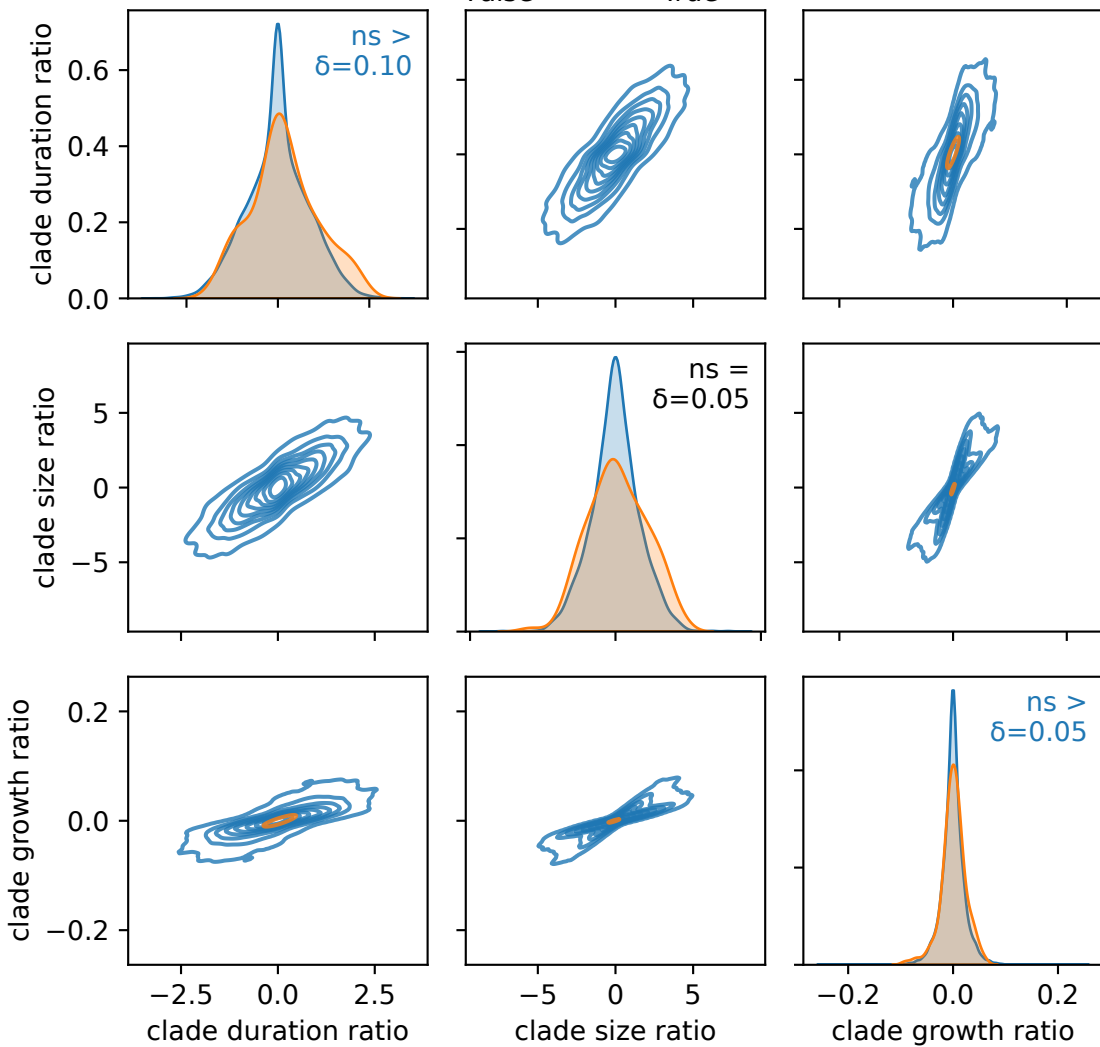 ns >
δ=0.10
clade duration ratio
0.6
0.4
0.2
0.0
ns =
δ=0.05
clade size ratio
5
0
−5
ns >
δ=0.05
clade growth ratio
0.2
0.0
−0.2
−2.5 0.0 2.5
−5 0 5
−0.2 0.0 0.2
clade duration ratio
clade size ratio
clade growth ratio